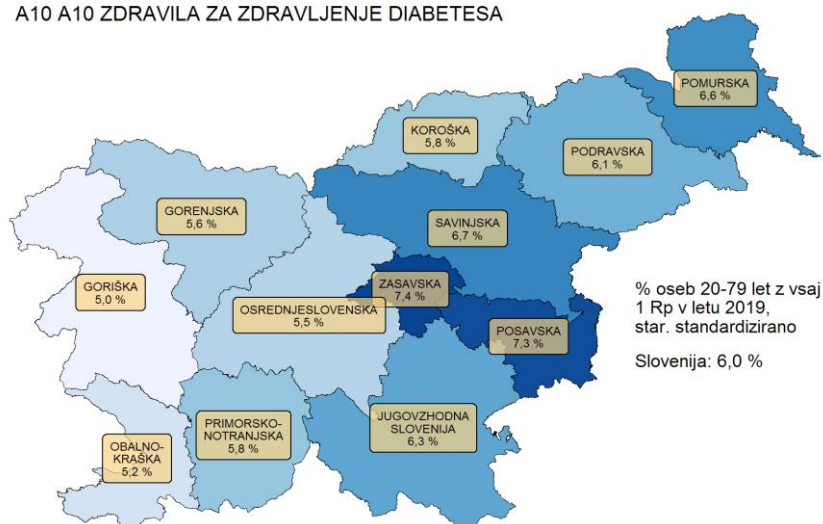 A10 A10 ZDRAVILA ZA ZDRAVLJENJE DIABETESA
POMURSKA
6,6 %
KOROŠKA
5,8 %
PODRAVSKA
6,1 %
GORENJSKA
5,6 %
SAVINJSKA
6,7 %
GORIŠKA
5,0 %
ZASAVSKA
7,4 %
OSREDNJESLOVENSKA
5,5 %
POSAVSKA
7,3 %
% oseb 20-79 let z vsaj
1 Rp v letu 2019,
star. standardizirano
Slovenija: 6,0 %
OBALNO-
KRAŠKA
5,2 %
PRIMORSKO-
NOTRANJSKA
5,8 %
JUGOVZHODNA
SLOVENIJA
6,3 %